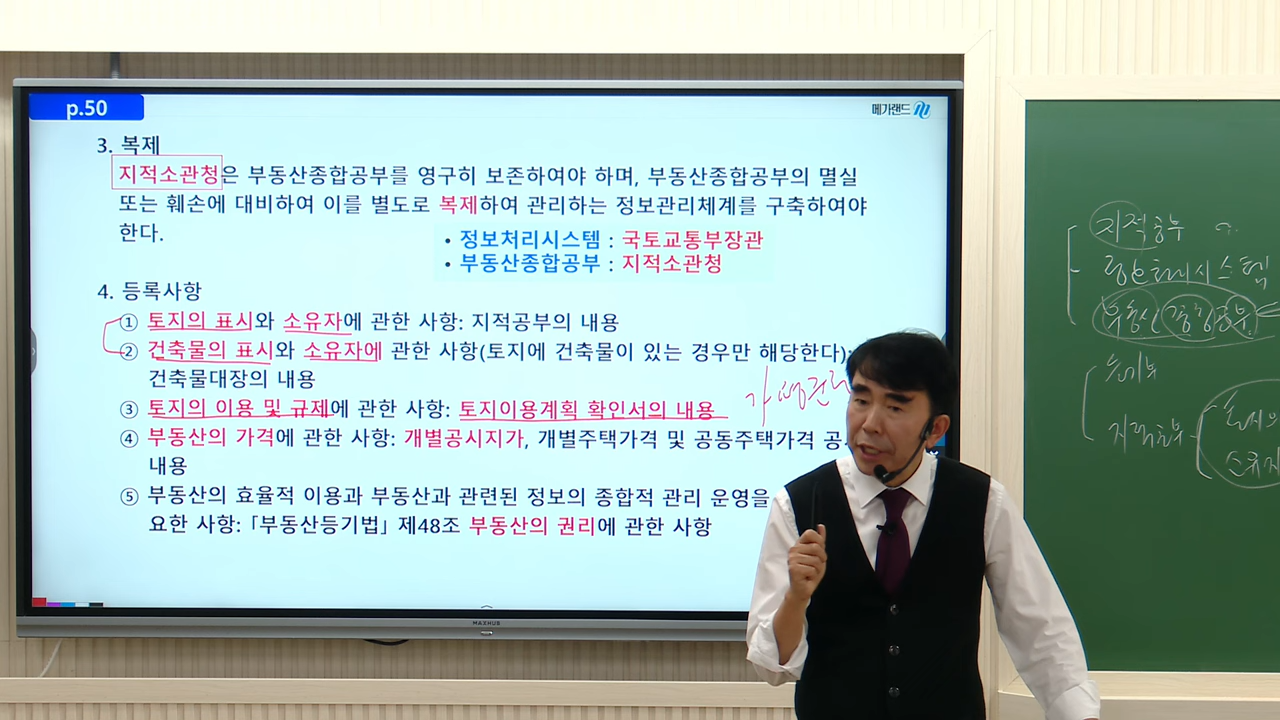 p.50
메가랜드
3. 복제
지적소관청은 부동산종합공부를 영구히 보존하여야 하며, 부동산종합공부의 멸실
또는 훼손에 대비하여 이를 별도로 복제하여 관리하는 정보관리체계를 구축하여야
한다.
• 정보처리시스템 : 국토교통부장관
• 부동산종합공부 : 지적소관청
4. 등록사항
① 토지의 표시와 소유자에 관한 사항: 지적공부의 내용
② 건축물의 표시와 소유자에 관한 사항(토지에 건축물이 있는 경우만 해당한다):
건축물대장의 내용
③ 토지의 이용 및 규제에 관한 사항: 토지이용계획 확인서의 내용
④ 부동산의 가격에 관한 사항: 개별공시지가, 개별주택가격 및 공동주택가격 공
내용
⑤ 부동산의 효율적 이용과 부동산과 관련된 정보의 종합적 관리 운영을
요한 사항: 「부동산등기법」 제48조 부동산의 권리에 관한 사항
MAXHUB
지적공부
부동산종합공부
등기부
지적공부